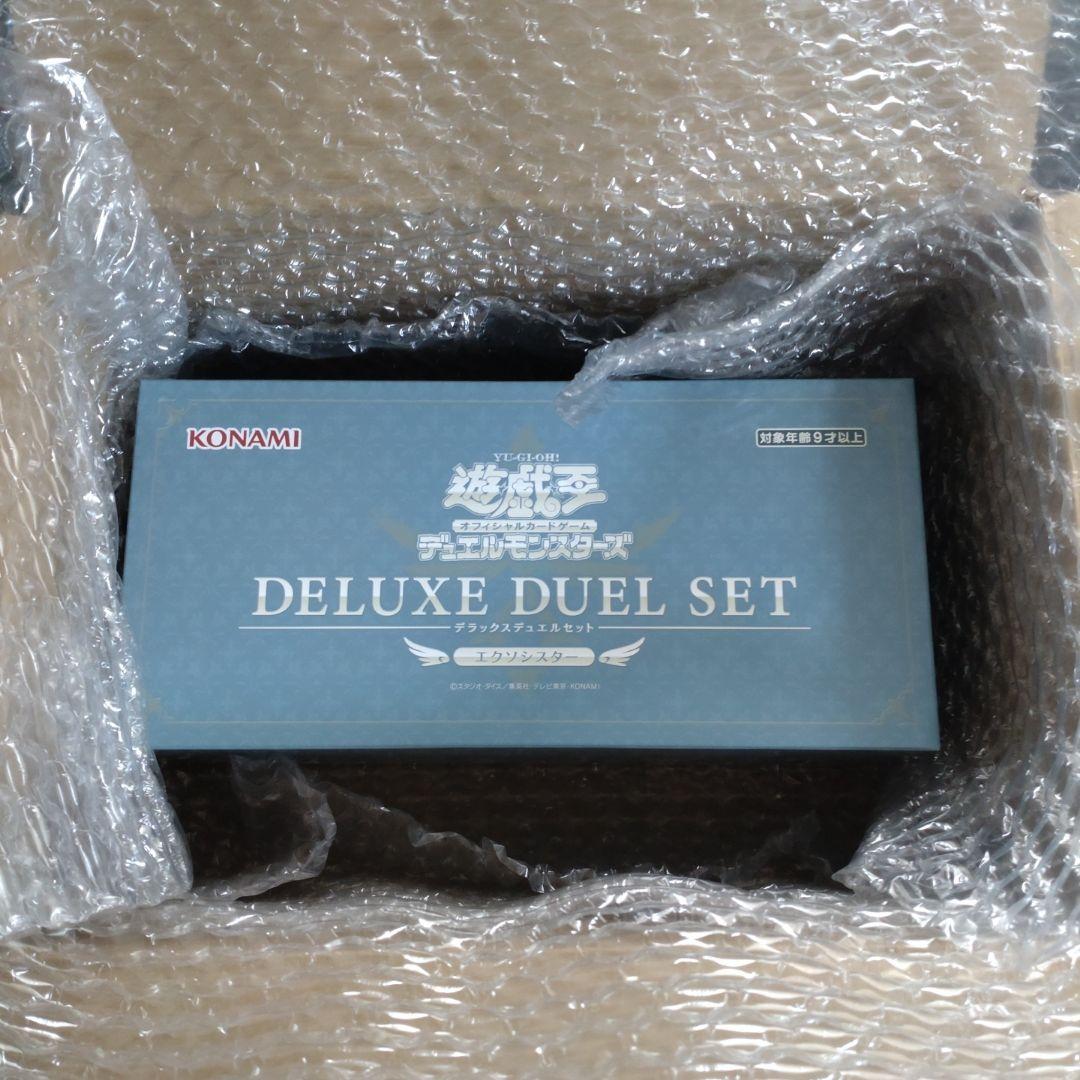 KONAMI
対象年齢9才以上
YU-GI-OH!
遊戯王
オフィシャルカードゲーム
デュエルモンスターズ
DELUXE DUEL SET
デラックスデュエルセット
エクソシスター
©スタジオ・ダイス/集英社・テレビ東京・KONAMI